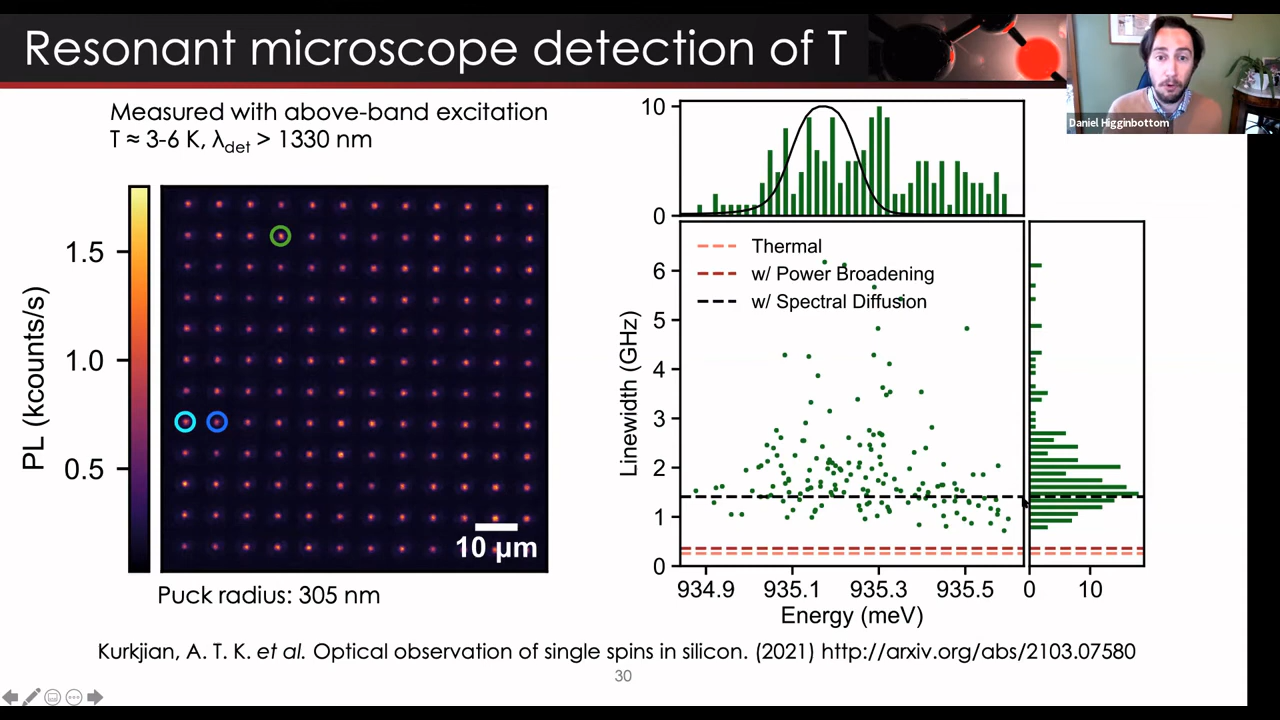 Resonant microscope detection of T
Daniel Higginbottom
Measured with above-band excitation
T ≈ 3-6 K, λdet > 1330 nm
PL (kcounts/s)
1.5
1.0
0.5
10 µm
Puck radius: 305 nm
10
0
Thermal
w/ Power Broadening
w/ Spectral Diffusion
Linewidth (GHz)
6
5
4
3
2
1
0
934.9 935.1 935.3 935.5
Energy (meV)
0 10
Kurkjian, A. T. K. et al. Optical observation of single spins in silicon. (2021) http://arxiv.org/abs/2103.07580
30